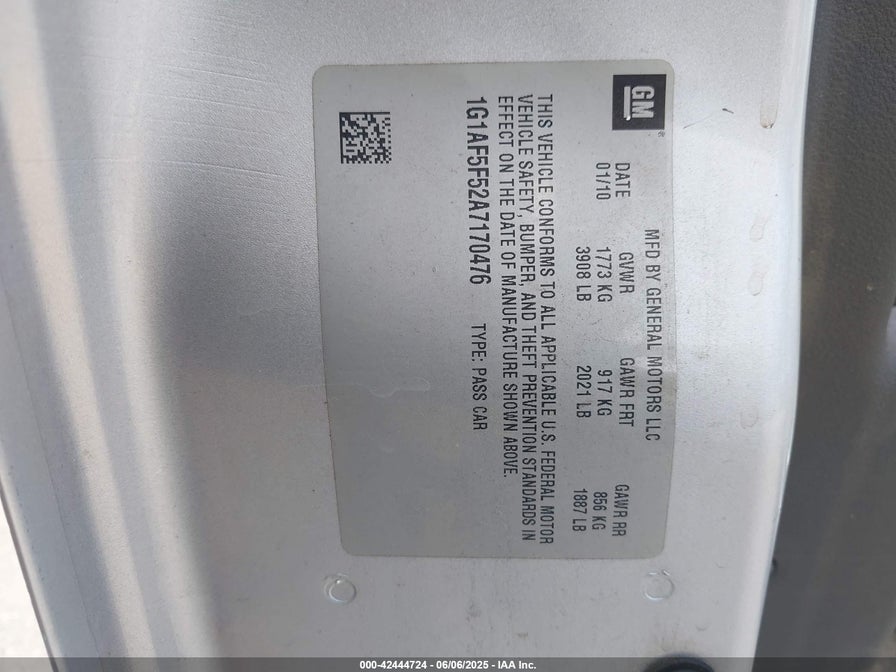 GM
®
MFD BY GENERAL MOTORS LLC
DATE GVWR GAWR FRT GAWR RR
01/10 1773 KG 917 KG 856 KG
3908 LB 2021 LB 1887 LB
THIS VEHICLE CONFORMS TO ALL APPLICABLE U.S. FEDERAL MOTOR
VEHICLE SAFETY, BUMPER, AND THEFT PREVENTION STANDARDS IN
EFFECT ON THE DATE OF MANUFACTURE SHOWN ABOVE.
1G1AF5F52A7170476 TYPE: PASS CAR
000-42444724 - 06/06/2025 - IAA Inc.